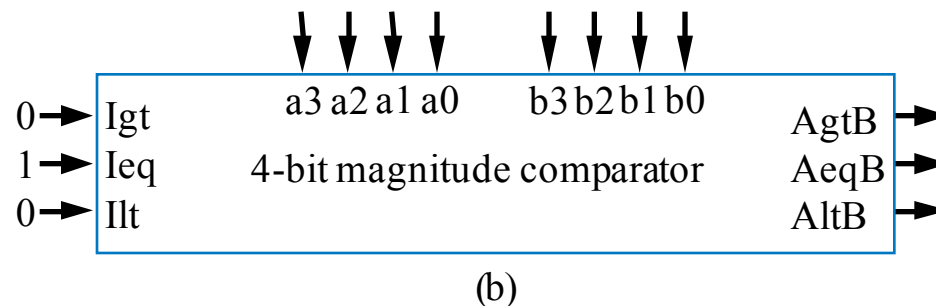 a3 a2 a1 a0 b3 b2 b1 b0
0 Igt AgtB
1 Ieq 4-bit magnitude comparator AeqB
0 Ilt AltB
(b)